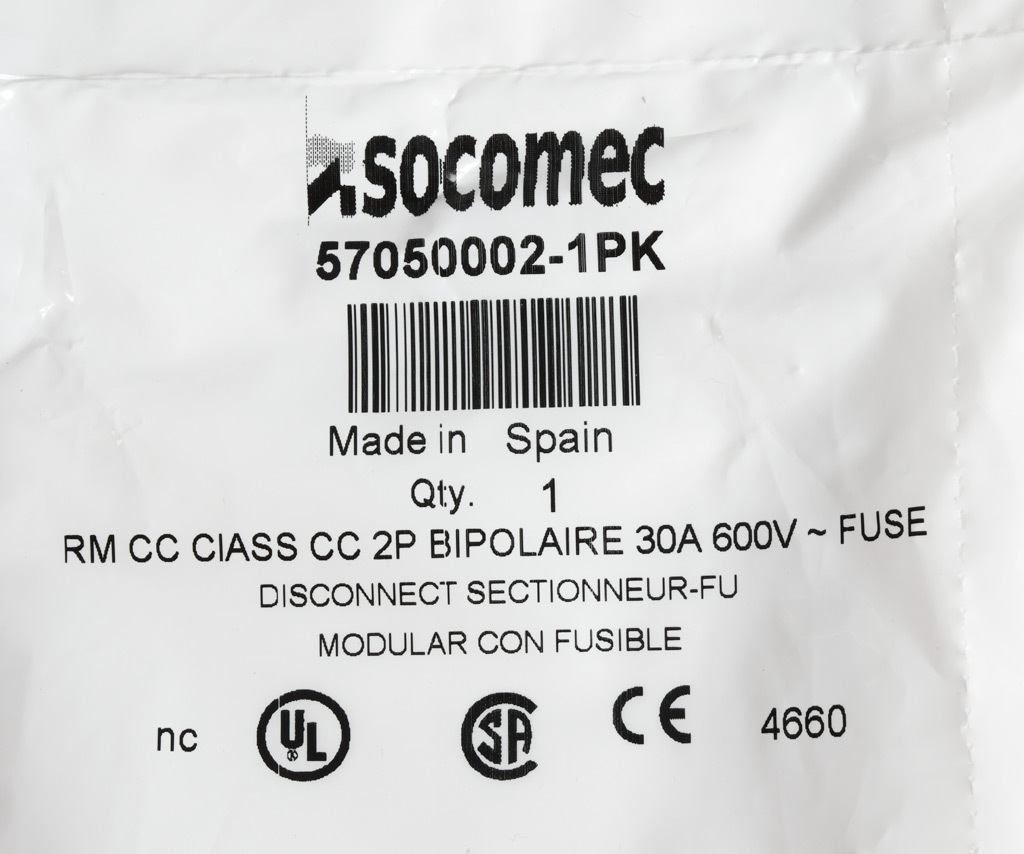 socomec
57050002-1PK
Made in Spain
Qty. 1
RM CC ClASS CC 2P BIPOLAIRE 30A 600V ~ FUSE
DISCONNECT SECTIONNEUR-FU
MODULAR CON FUSIBLE
nc UL SA CE 4660